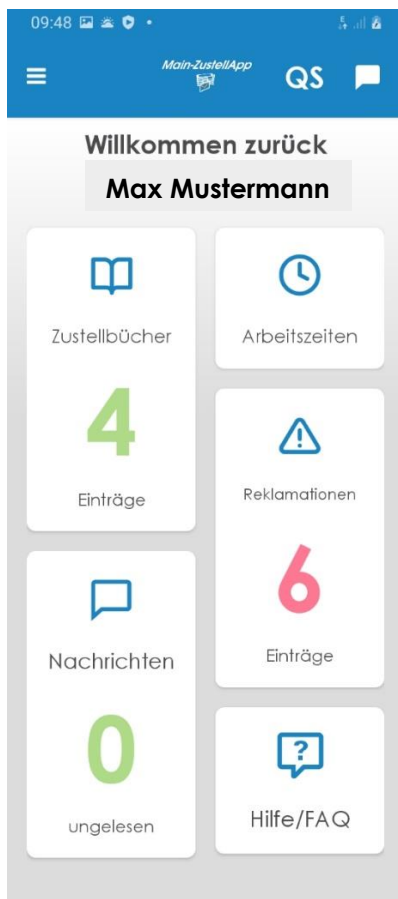 09:48
Main-ZustellApp
QS
Willkommen zurück
Max Mustermann
Zustellbücher
4
Einträge
Arbeitszeiten
Reklamationen
6
Einträge
Nachrichten
0
ungelesen
?
Hilfe/FAQ